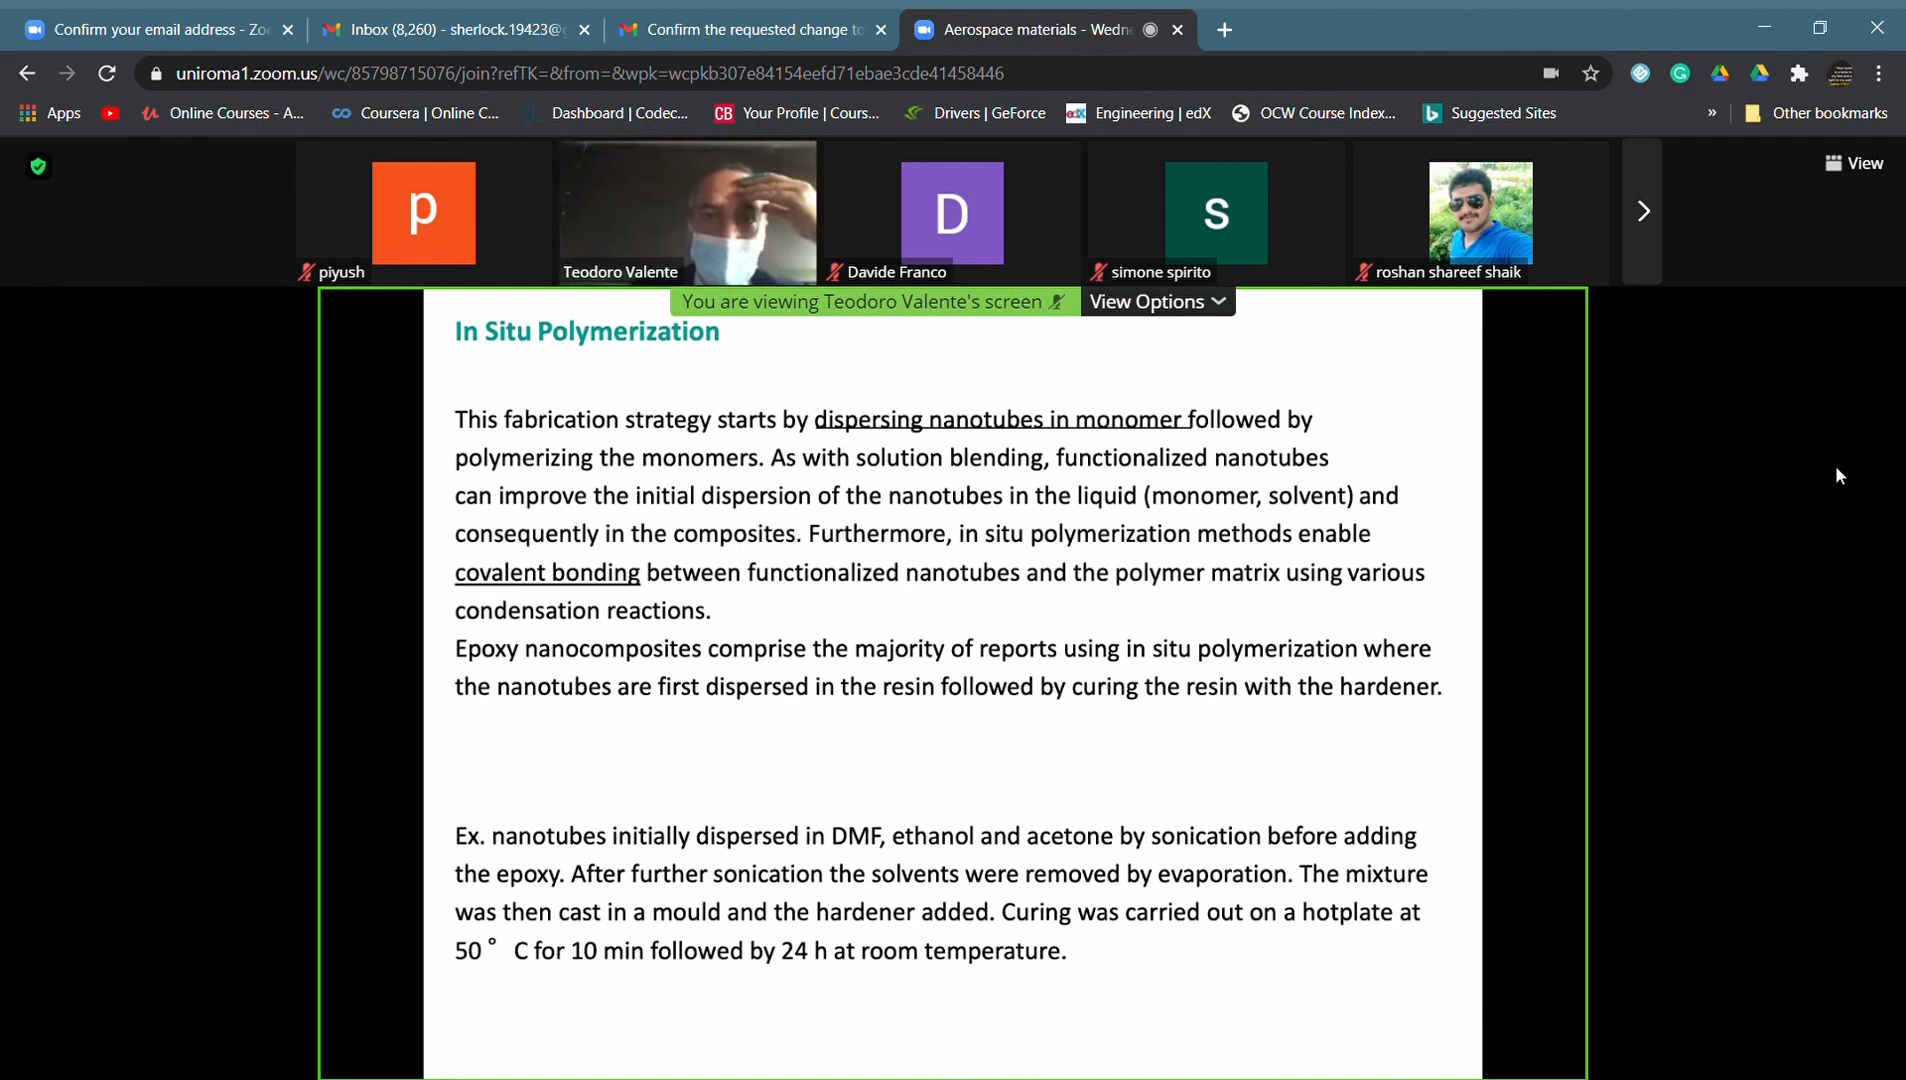 Confirm your email address - Zo
Inbox (8,260) - sherlock.19423@
Confirm the requested change to
Aerospace materials - Wedn
uniroma1.zoom.us/wc/85798715076/join?refTK=&from=&wpk=wcpkb307e84154eefd71ebae3cde41458446
Apps
Online Courses - A...
Coursera | Online C...
Dashboard | Codec...
CB
Your Profile | Cours...
Drivers | GeForce
edX
Engineering | edX
OCW Course Index...
Suggested Sites
»
Other bookmarks
View
p
D
s
piyush
Teodoro Valente
Davide Franco
simone spirito
roshan shareef shaik
You are viewing Teodoro Valente's screen
View Options
In Situ Polymerization
This fabrication strategy starts by dispersing nanotubes in monomer followed by
polymerizing the monomers. As with solution blending, functionalized nanotubes
can improve the initial dispersion of the nanotubes in the liquid (monomer, solvent) and
consequently in the composites. Furthermore, in situ polymerization methods enable
covalent bonding between functionalized nanotubes and the polymer matrix using various
condensation reactions.
Epoxy nanocomposites comprise the majority of reports using in situ polymerization where
the nanotubes are first dispersed in the resin followed by curing the resin with the hardener.
Ex. nanotubes initially dispersed in DMF, ethanol and acetone by sonication before adding
the epoxy. After further sonication the solvents were removed by evaporation. The mixture
was then cast in a mould and the hardener added. Curing was carried out on a hotplate at
50 ° C for 10 min followed by 24 h at room temperature.